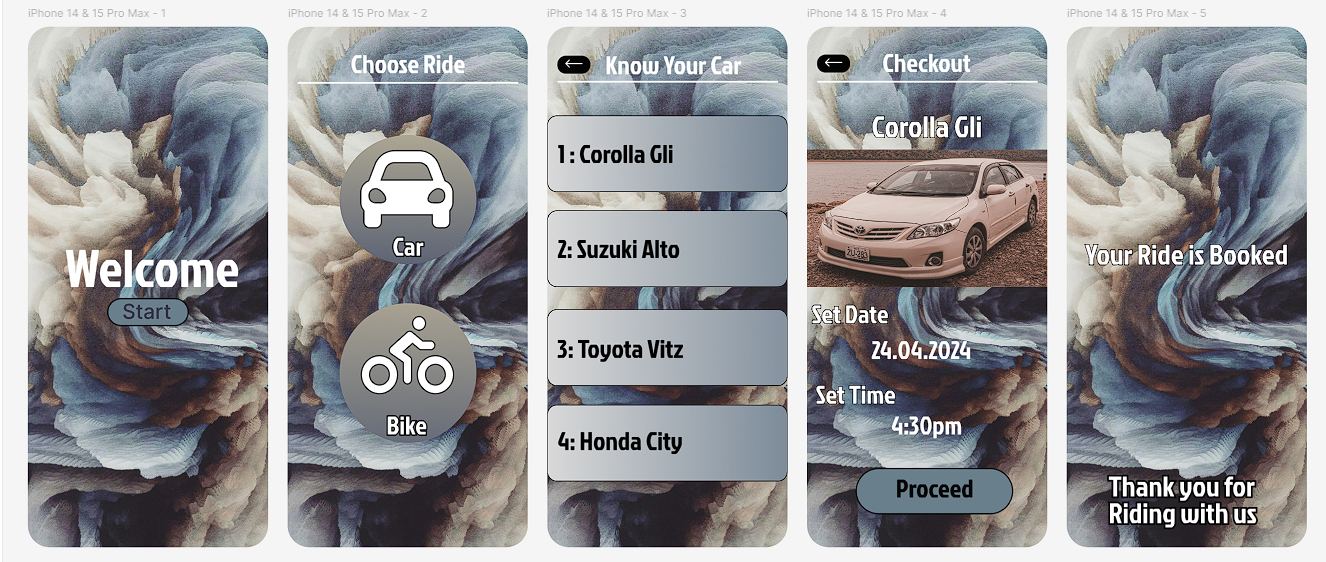 iPhone 14 & 15 Pro Max - 1
Welcome
Start
iPhone 14 & 15 Pro Max - 2
Choose Ride
Car
Bike
iPhone 14 & 15 Pro Max - 3
Know Your Car
1 : Corolla Gli
2: Suzuki Alto
3: Toyota Vitz
4: Honda City
iPhone 14 & 15 Pro Max - 4
Checkout
Corolla Gli
Set Date
24.04.2024
Set Time
4:30pm
Proceed
iPhone 14 & 15 Pro Max - 5
Your Ride is Booked
Thank you for
Riding with us